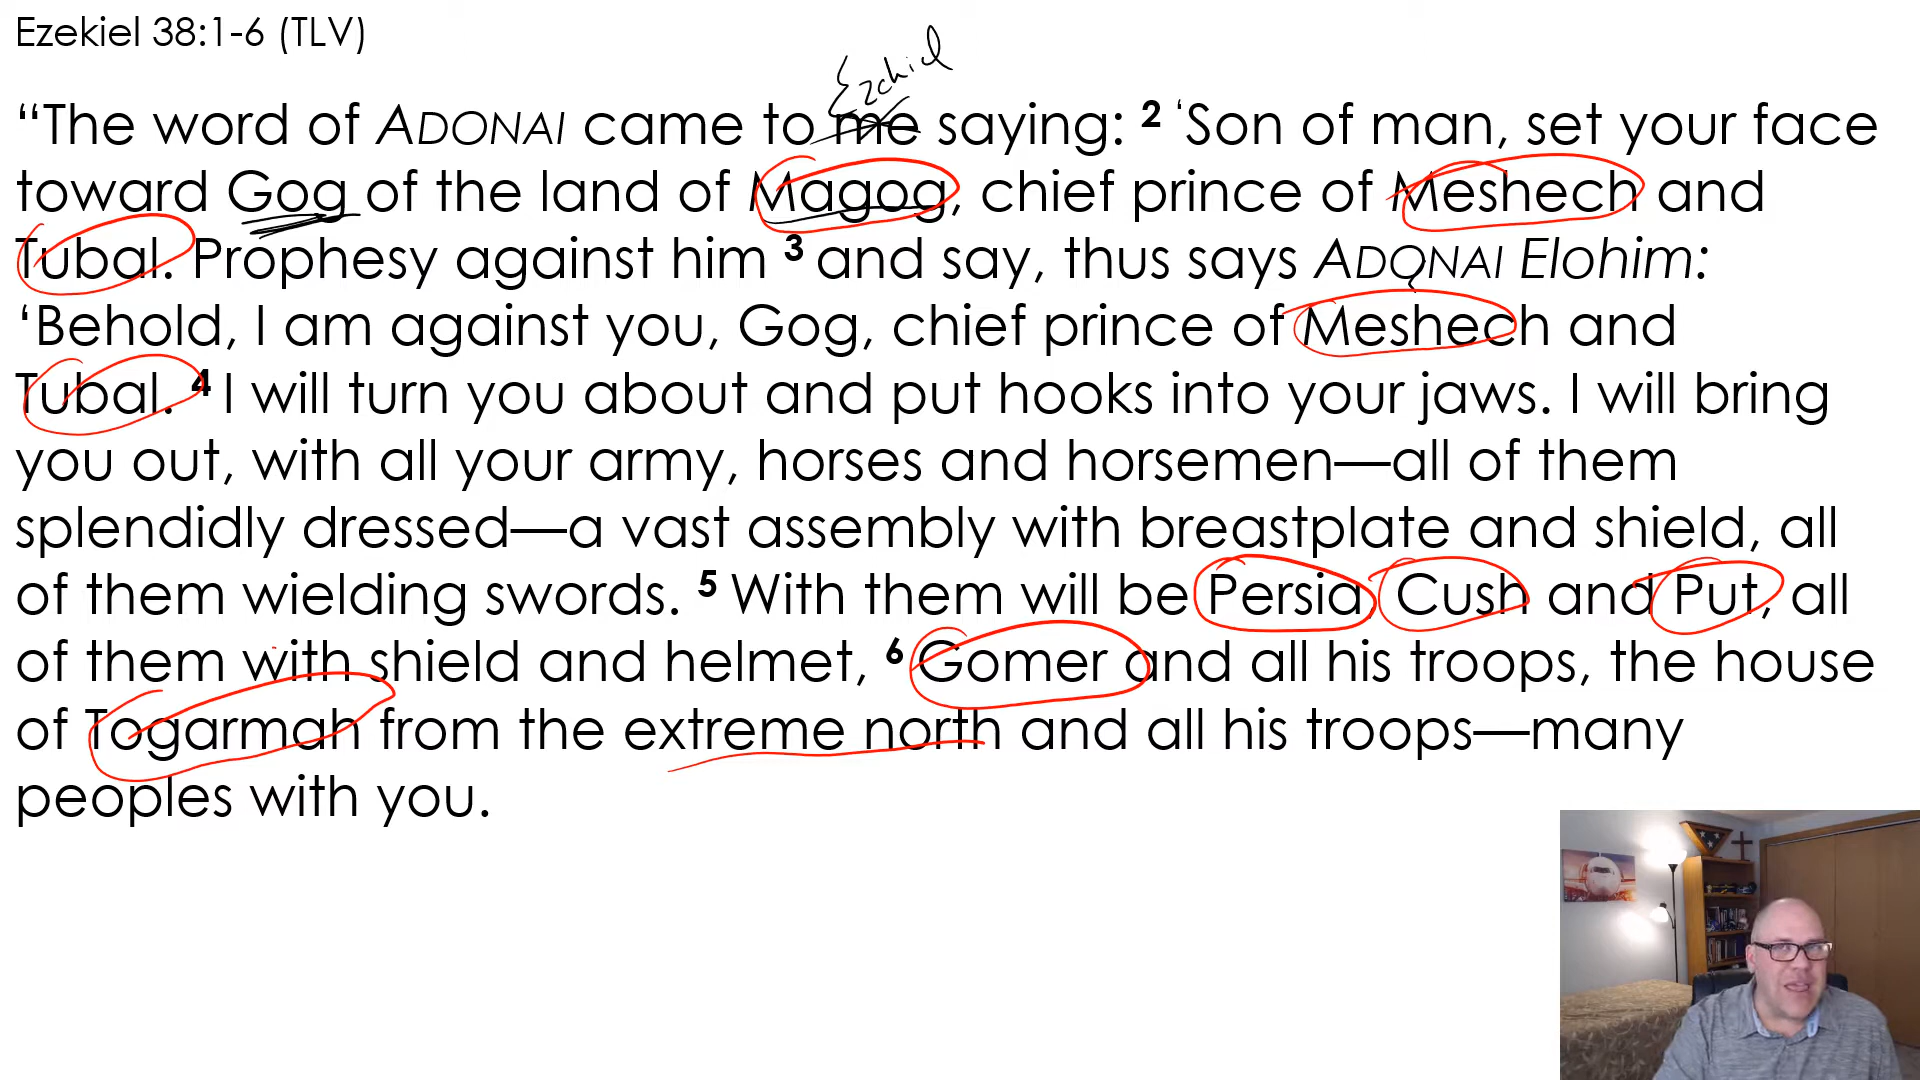 Ezekiel 38:1-6 (TLV)
Ezekiel
“The word of ADONAI came to me saying: 2 ‘Son of man, set your face
toward Gog of the land of Magog, chief prince of Meshech and
Tubal. Prophesy against him 3 and say, thus says ADONAI Elohim:
‘Behold, I am against you, Gog, chief prince of Meshech and
Tubal. 4 I will turn you about and put hooks into your jaws. I will bring
you out, with all your army, horses and horsemen—all of them
splendidly dressed—a vast assembly with breastplate and shield, all
of them wielding swords. 5 With them will be Persia, Cush and Put, all
of them with shield and helmet, 6 Gomer and all his troops, the house
of Togarmah from the extreme north and all his troops—many
peoples with you.